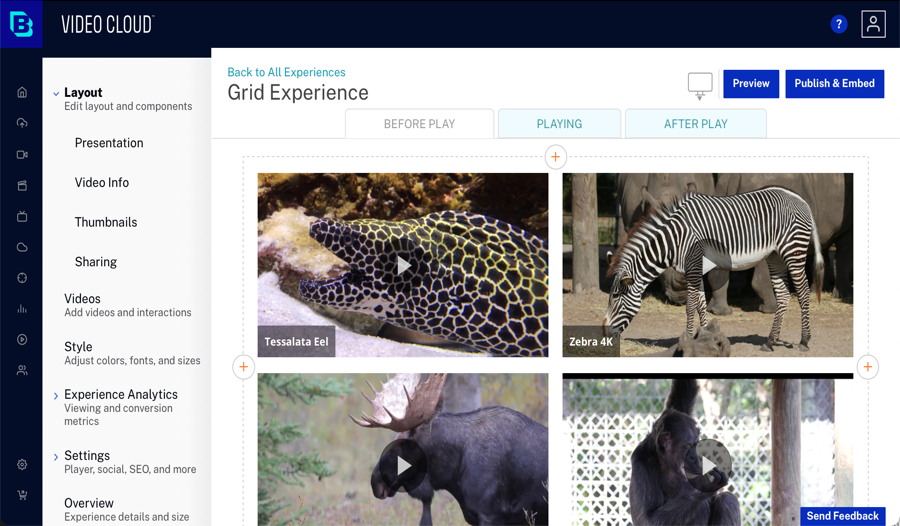 VIDEO CLOUD™
?
Back to All Experiences
Grid Experience
Preview
Publish & Embed
BEFORE PLAY
PLAYING
AFTER PLAY
Layout
Edit layout and components
Presentation
Video Info
Thumbnails
Sharing
Videos
Add videos and interactions
Style
Adjust colors, fonts, and sizes
Experience Analytics
Viewing and conversion
metrics
Settings
Player, social, SEO, and more
Overview
Experience details and size
Tessalata Eel
Zebra 4K
Send Feedback